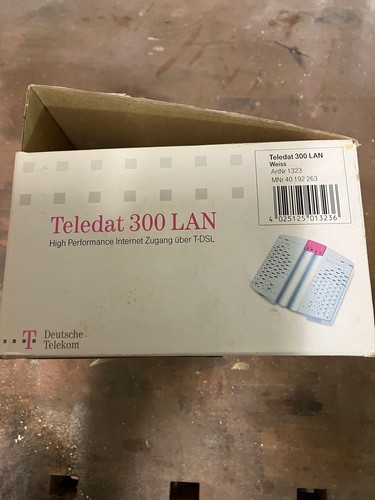 Teledat 300 LAN
Weiss
ArtNr 1323
MNr 40 192 263
4 025125 013236
Teledat 300 LAN
High Performance Internet Zugang über T-DSL
T Deutsche
Telekom